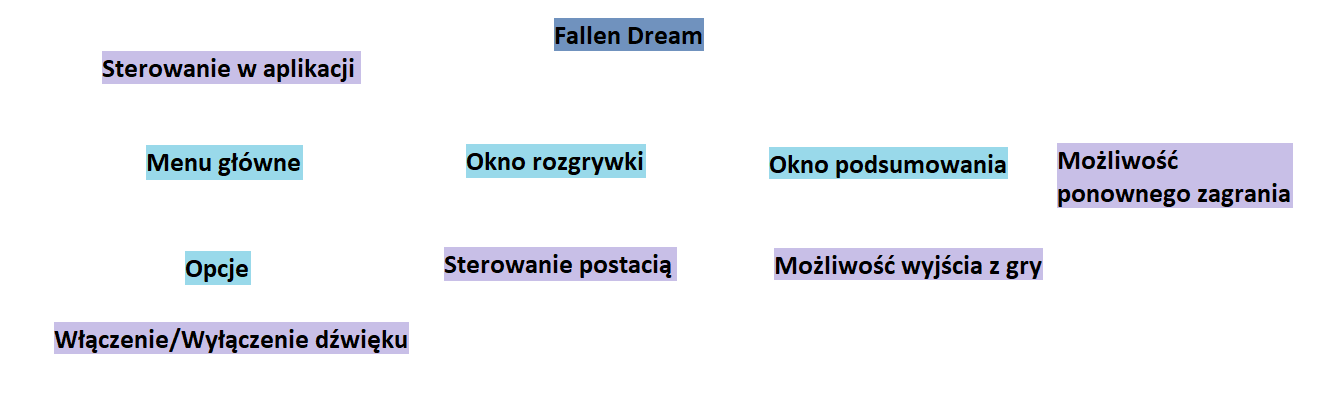 Fallen Dream
Sterowanie w aplikacji
Menu główne
Okno rozgrywki
Okno podsumowania
Możliwość
ponownego zagrania
Opcje
Sterowanie postacią
Możliwość wyjścia z gry
Włączenie/Wyłączenie dźwięku